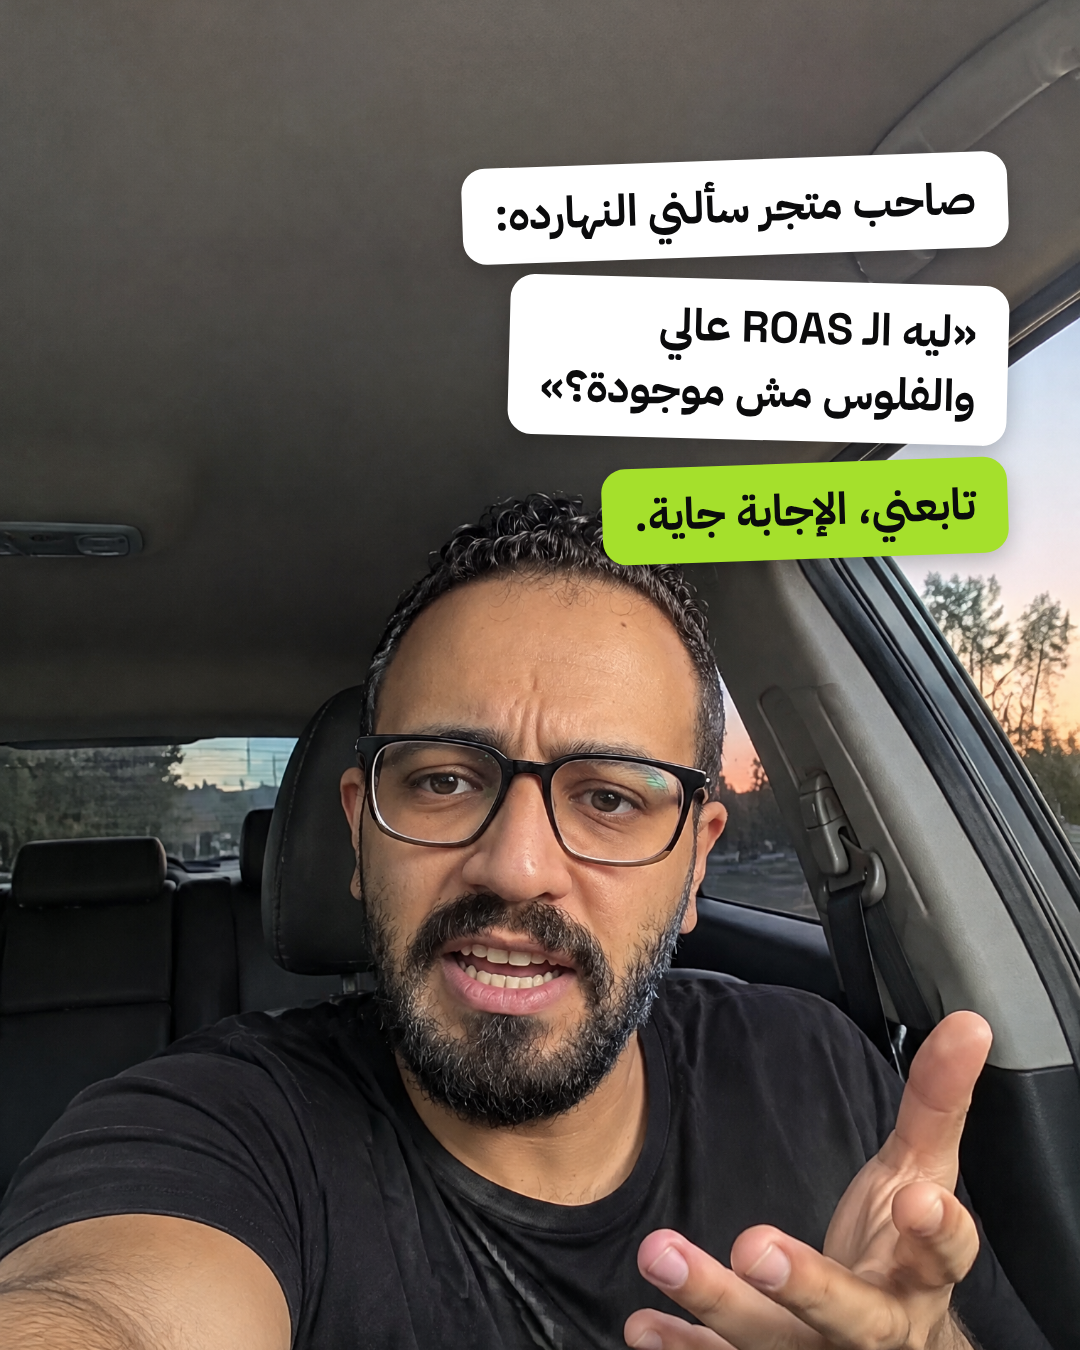 صاحب متجر سألني النهارده:
«ليه الـ ROAS عالي
والفلوس مش موجودة؟»
تابعني، الإجابة جاية.